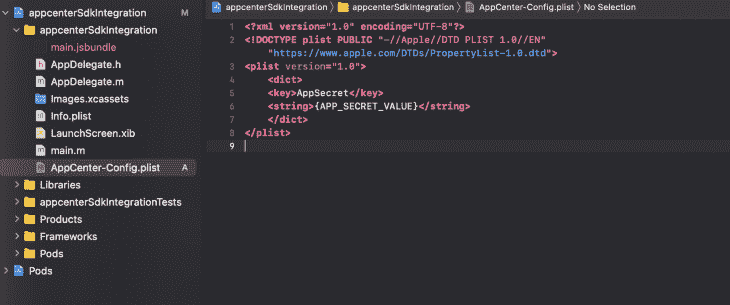 appcenterSdkIntegration M
appcenterSdkIntegration
main.jsbundle
AppDelegate.h
AppDelegate.m
Images.xcassets
Info.plist
LaunchScreen.xib
main.m
AppCenter-Config.plist A
Libraries
appcenterSdkIntegrationTests
Products
Frameworks
Pods
Pods
appcenterSdkIntegration 〉 appcenterSdkIntegration 〉 AppCenter-Config.plist 〉 No Selection
1 <?xml version="1.0" encoding="UTF-8"?>
2 <!DOCTYPE plist PUBLIC "-//Apple//DTD PLIST 1.0//EN"
"https://www.apple.com/DTDs/PropertyList-1.0.dtd">
3 <plist version="1.0">
4 <dict>
5 <key>AppSecret</key>
6 <string>{APP_SECRET_VALUE}</string>
7 </dict>
8 </plist>
9